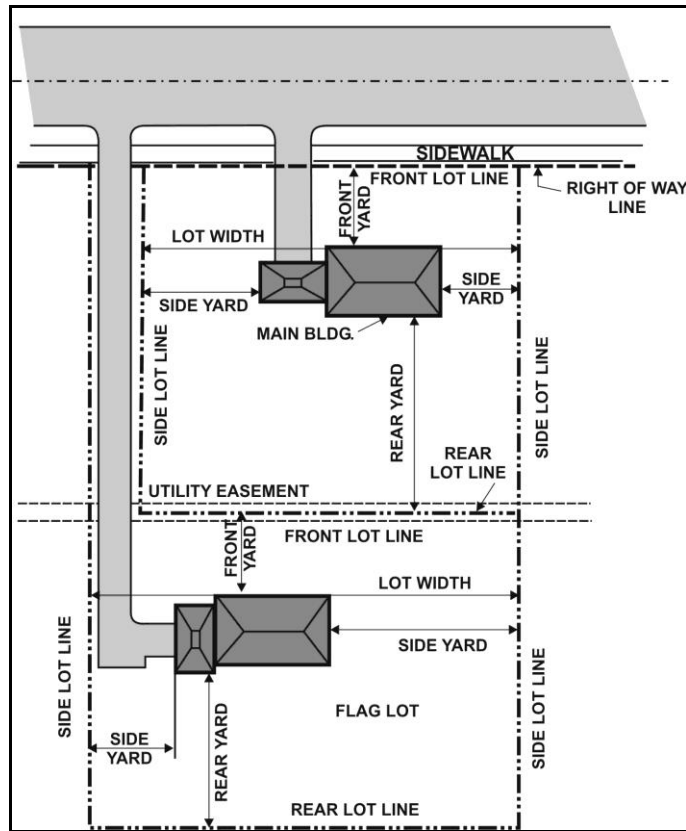 SIDEWALK
FRONT LOT LINE
RIGHT OF WAY
LINE
FRONT
YARD
LOT WIDTH
SIDE YARD
SIDE
YARD
MAIN BLDG.
SIDE LOT LINE
REAR YARD
SIDE LOT LINE
REAR
LOT LINE
UTILITY EASEMENT
FRONT LOT LINE
FRONT
YARD
LOT WIDTH
SIDE YARD
SIDE LOT LINE
SIDE LOT LINE
FLAG LOT
SIDE
YARD
REAR YARD
REAR LOT LINE